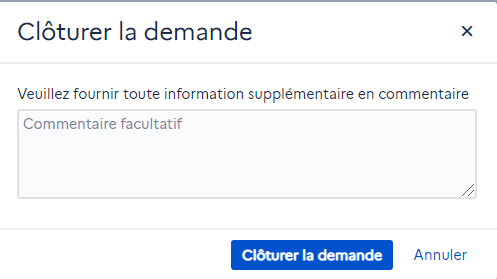 Clôturer la demande
Veuillez fournir toute information supplémentaire en commentaire
Commentaire facultatif
Clôturer la demande Annuler